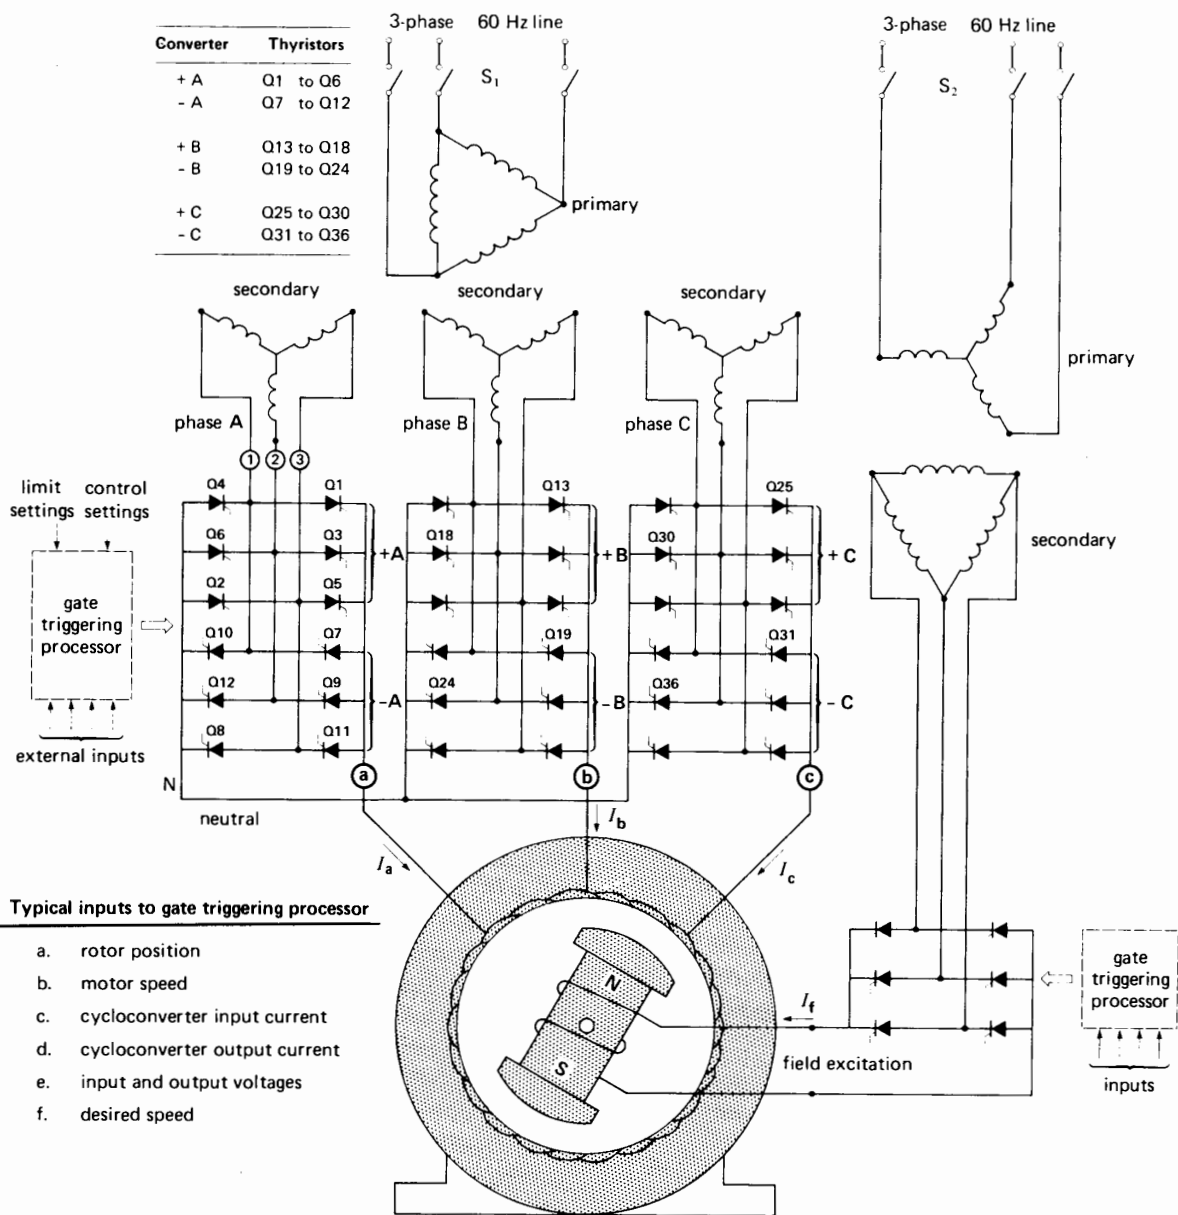 3-phase 60 Hz line
3-phase 60 Hz line
Converter Thyristors
+ A Q1 to Q6
- A Q7 to Q12
+ B Q13 to Q18
- B Q19 to Q24
+ C Q25 to Q30
- C Q31 to Q36
S1
S2
primary
primary
secondary
secondary
secondary
phase A
phase B
phase C
1 2 3
limit settings
control settings
gate triggering processor
external inputs
Q4 Q1
Q6 Q3
Q2 Q5
Q10 Q7
Q12 Q9
Q8 Q11
+A
-A
Q13
Q18
Q19
Q24
+B
-B
Q25
Q30
Q31
Q36
+ C
- C
secondary
N
neutral
a
b
c
Ia
Ib
Ic
Typical inputs to gate triggering processor
a. rotor position
b. motor speed
c. cycloconverter input current
d. cycloconverter output current
e. input and output voltages
f. desired speed
N
S
If
field excitation
gate triggering processor
inputs